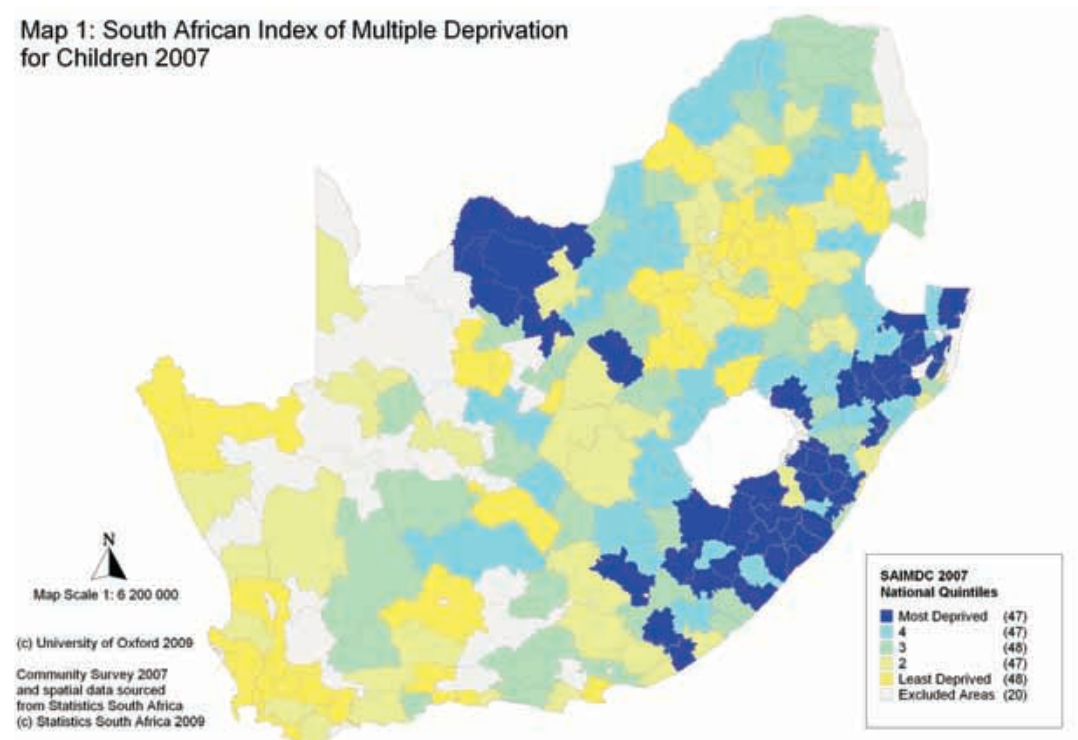 Map 1: South African Index of Multiple Deprivation
for Children 2007
N
Map Scale 1: 6 200 000
(c) University of Oxford 2009
Community Survey 2007
and spatial data sourced
from Statistics South Africa
(c) Statistics South Africa 2009
SAIMDC 2007
National Quintiles
Most Deprived (47)
4 (47)
3 (48)
2 (47)
Least Deprived (48)
Excluded Areas (20)